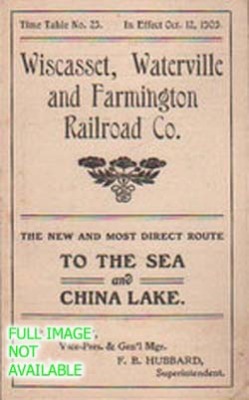 Time Table No. 23. In Effect Oct. 12, 1903.
Wiscasset, Waterville
and Farmington
Railroad Co.
THE NEW AND MOST DIRECT ROUTE
TO THE SEA
and
CHINA LAKE.
FULL IMAGE
NOT
AVAILABLE
Vice-Pres. & Gen'l Mgr.
F. B. HUBBARD,
Superintendent.